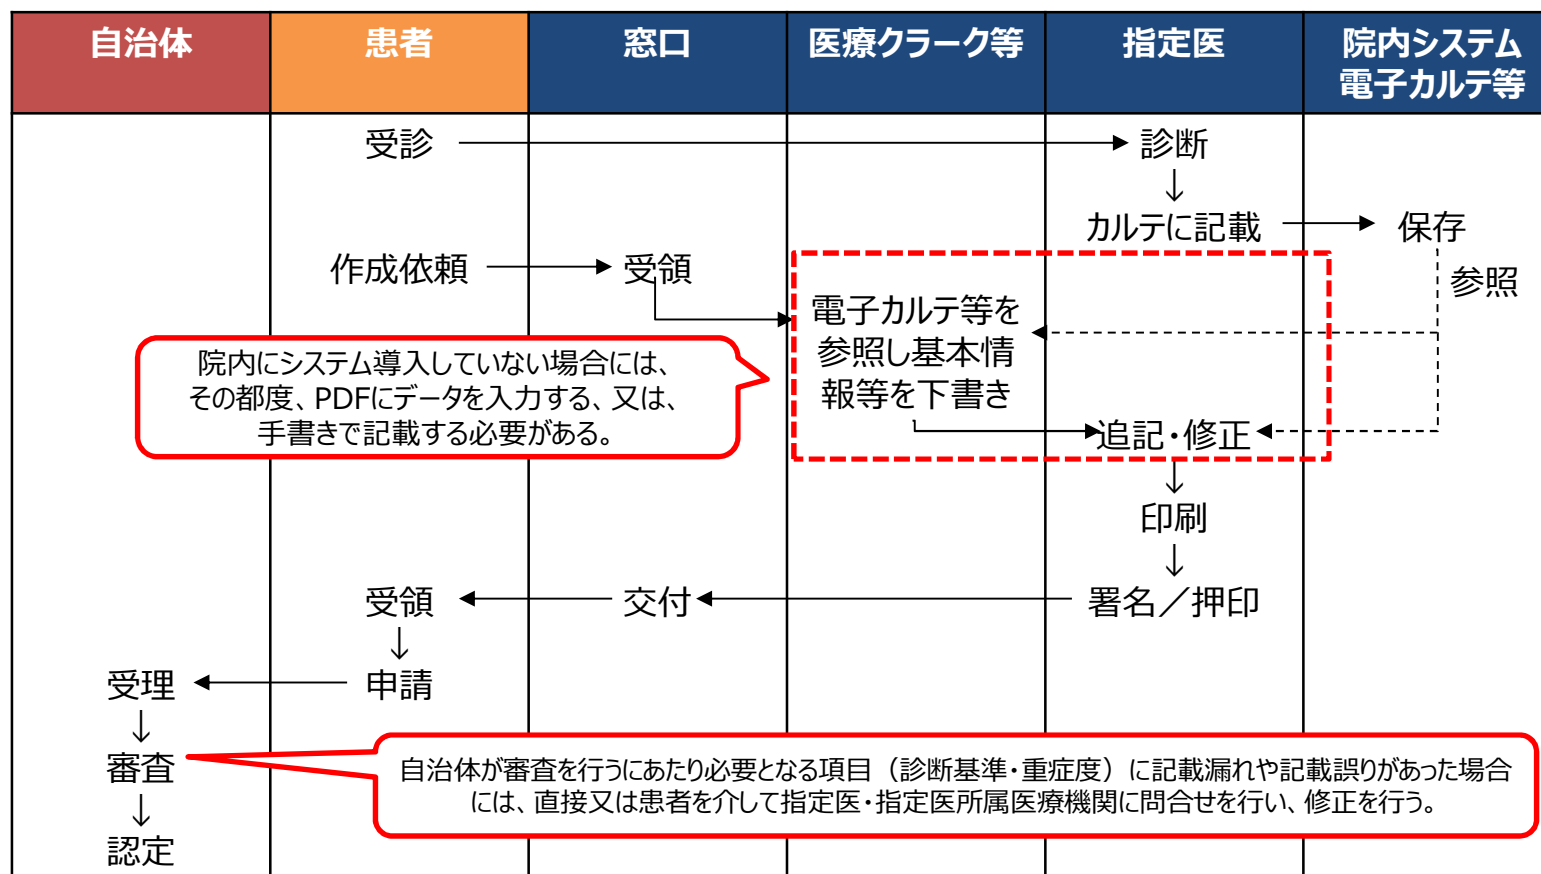 自治体
患者
窓口
医療クラーク等
指定医
院内システム
電子カルテ等
受診
診断
↓
カルテに記載
保存
作成依頼
受領
参照
電子カルテ等を
参照し基本情
報等を下書き
院内にシステム導入していない場合には、
その都度、PDFにデータを入力する、又は、
手書きで記載する必要がある。
追記・修正
↓
印刷
↓
受領
交付
署名／押印
↓
受理
申請
↓
審査
自治体が審査を行うにあたり必要となる項目（診断基準・重症度）に記載漏れや記載誤りがあった場合
には、直接又は患者を介して指定医・指定医所属医療機関に問合せを行い、修正を行う。
↓
認定